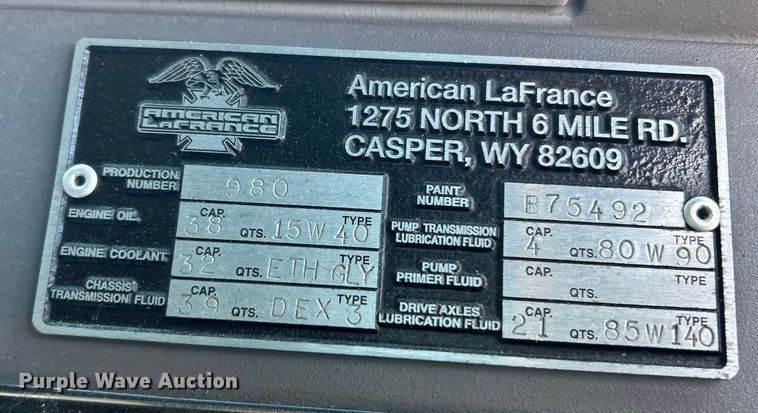 AMERICAN
LAFRANCE
American LaFrance
1275 NORTH 6 MILE RD.
CASPER, WY 82609
PRODUCTION NUMBER 980
ENGINE OIL CAP. 38 QTS. 15W40 TYPE
ENGINE COOLANT CAP. 32 QTS. ETH GLY TYPE
CHASSIS TRANSMISSION FLUID CAP. 39 QTS. DEX 3 TYPE
PAINT NUMBER B75492
PUMP TRANSMISSION LUBRICATION FLUID CAP. 4 QTS. 80W90 TYPE
PUMP PRIMER FLUID CAP. QTS. TYPE
DRIVE AXLES LUBRICATION FLUID CAP. 21 QTS. 85W140 TYPE
Purple Wave Auction